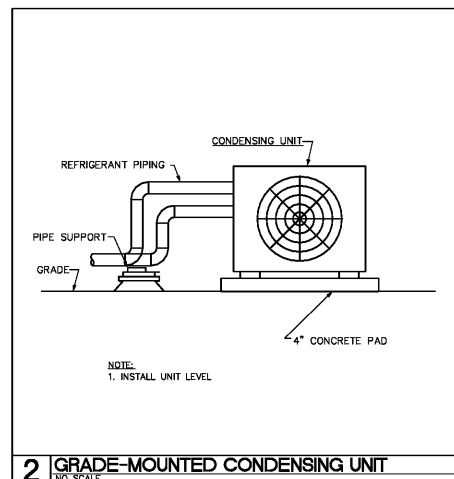 CONDENSING UNIT
REFRIGERANT PIPING
PIPE SUPPORT
GRADE
4" CONCRETE PAD
NOTE:
1. INSTALL UNIT LEVEL
2 GRADE-MOUNTED CONDENSING UNIT
NO SCALE